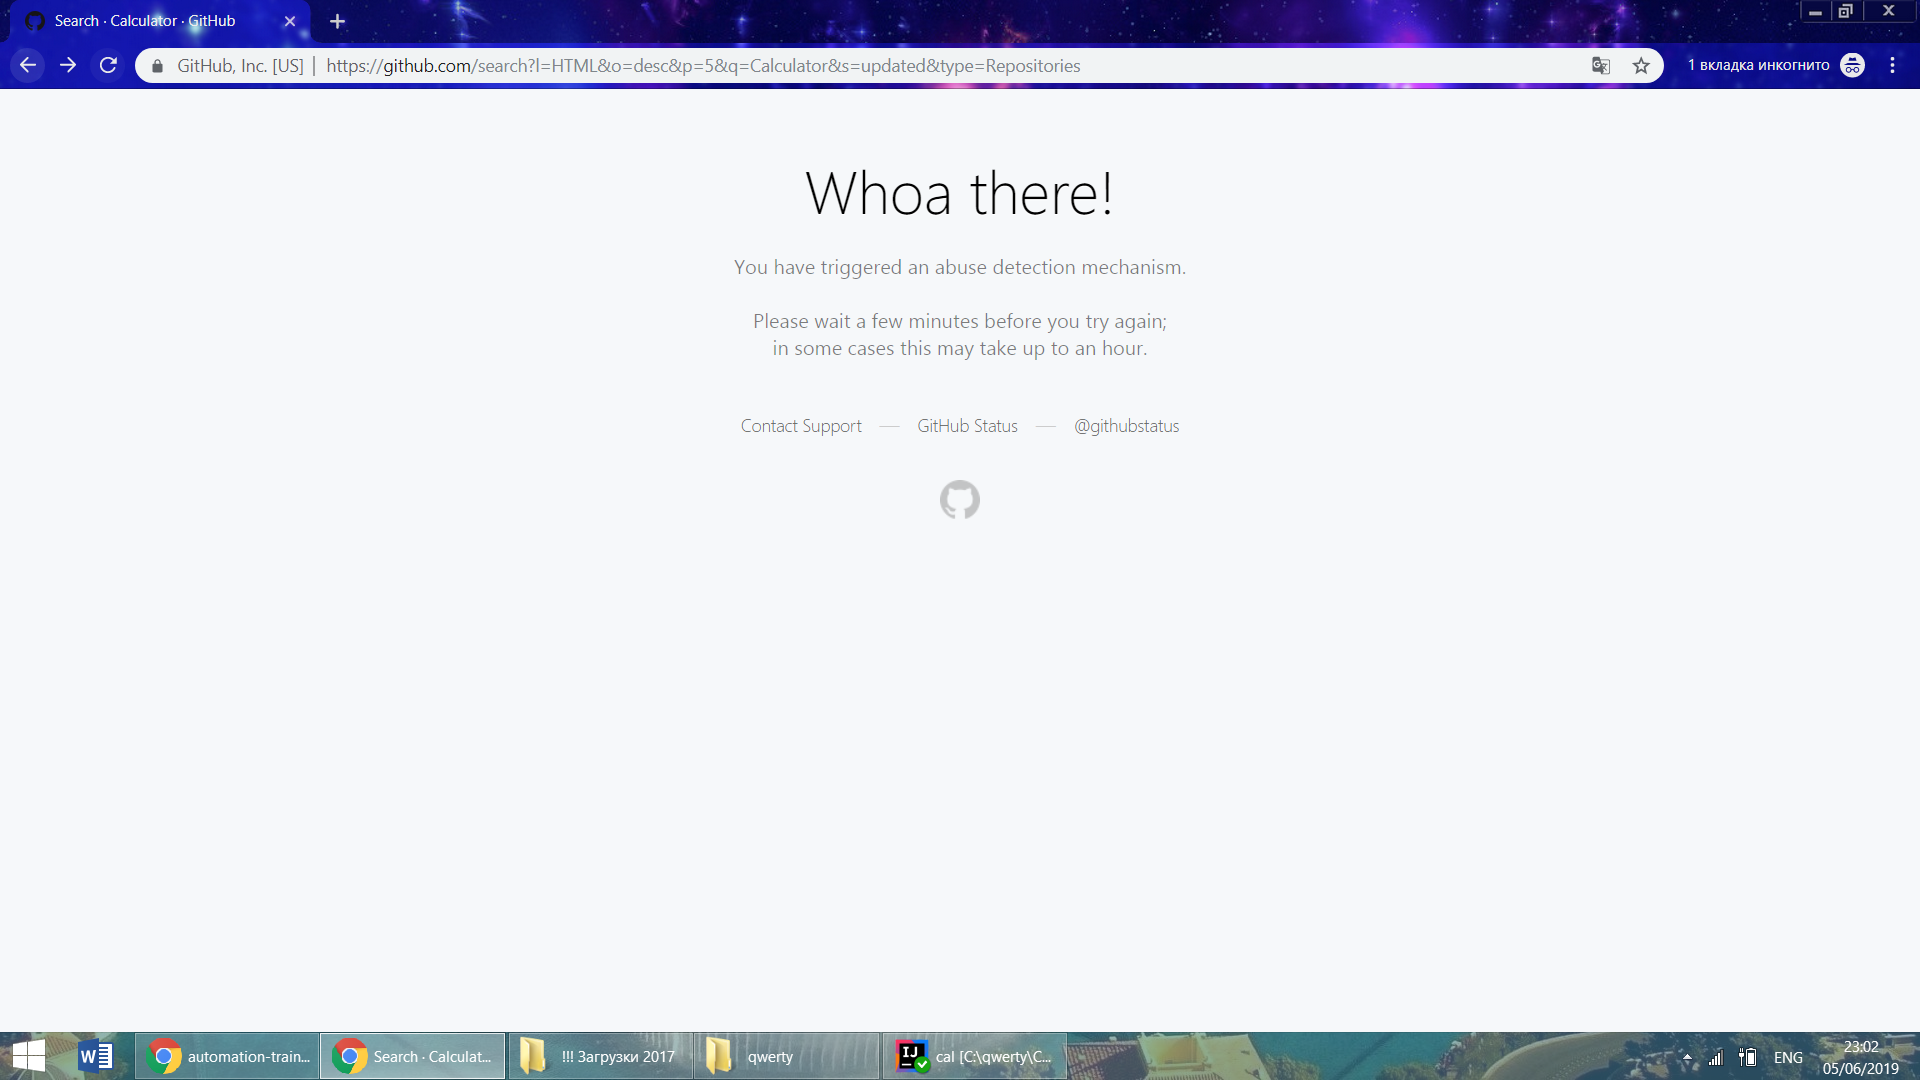 Search · Calculator · GitHub
GitHub, Inc. [US] | https://github.com/search?l=HTML&o=desc&p=5&q=Calculator&s=updated&type=Repositories
1 вкладка инкогнито
Whoa there!
You have triggered an abuse detection mechanism.
Please wait a few minutes before you try again;
in some cases this may take up to an hour.
Contact Support — GitHub Status — @githubstatus
automation-train... Search · Calculat... !!! Загрузки 2017 qwerty cal [C:\qwerty\C... ENG
23:02
05/06/2019